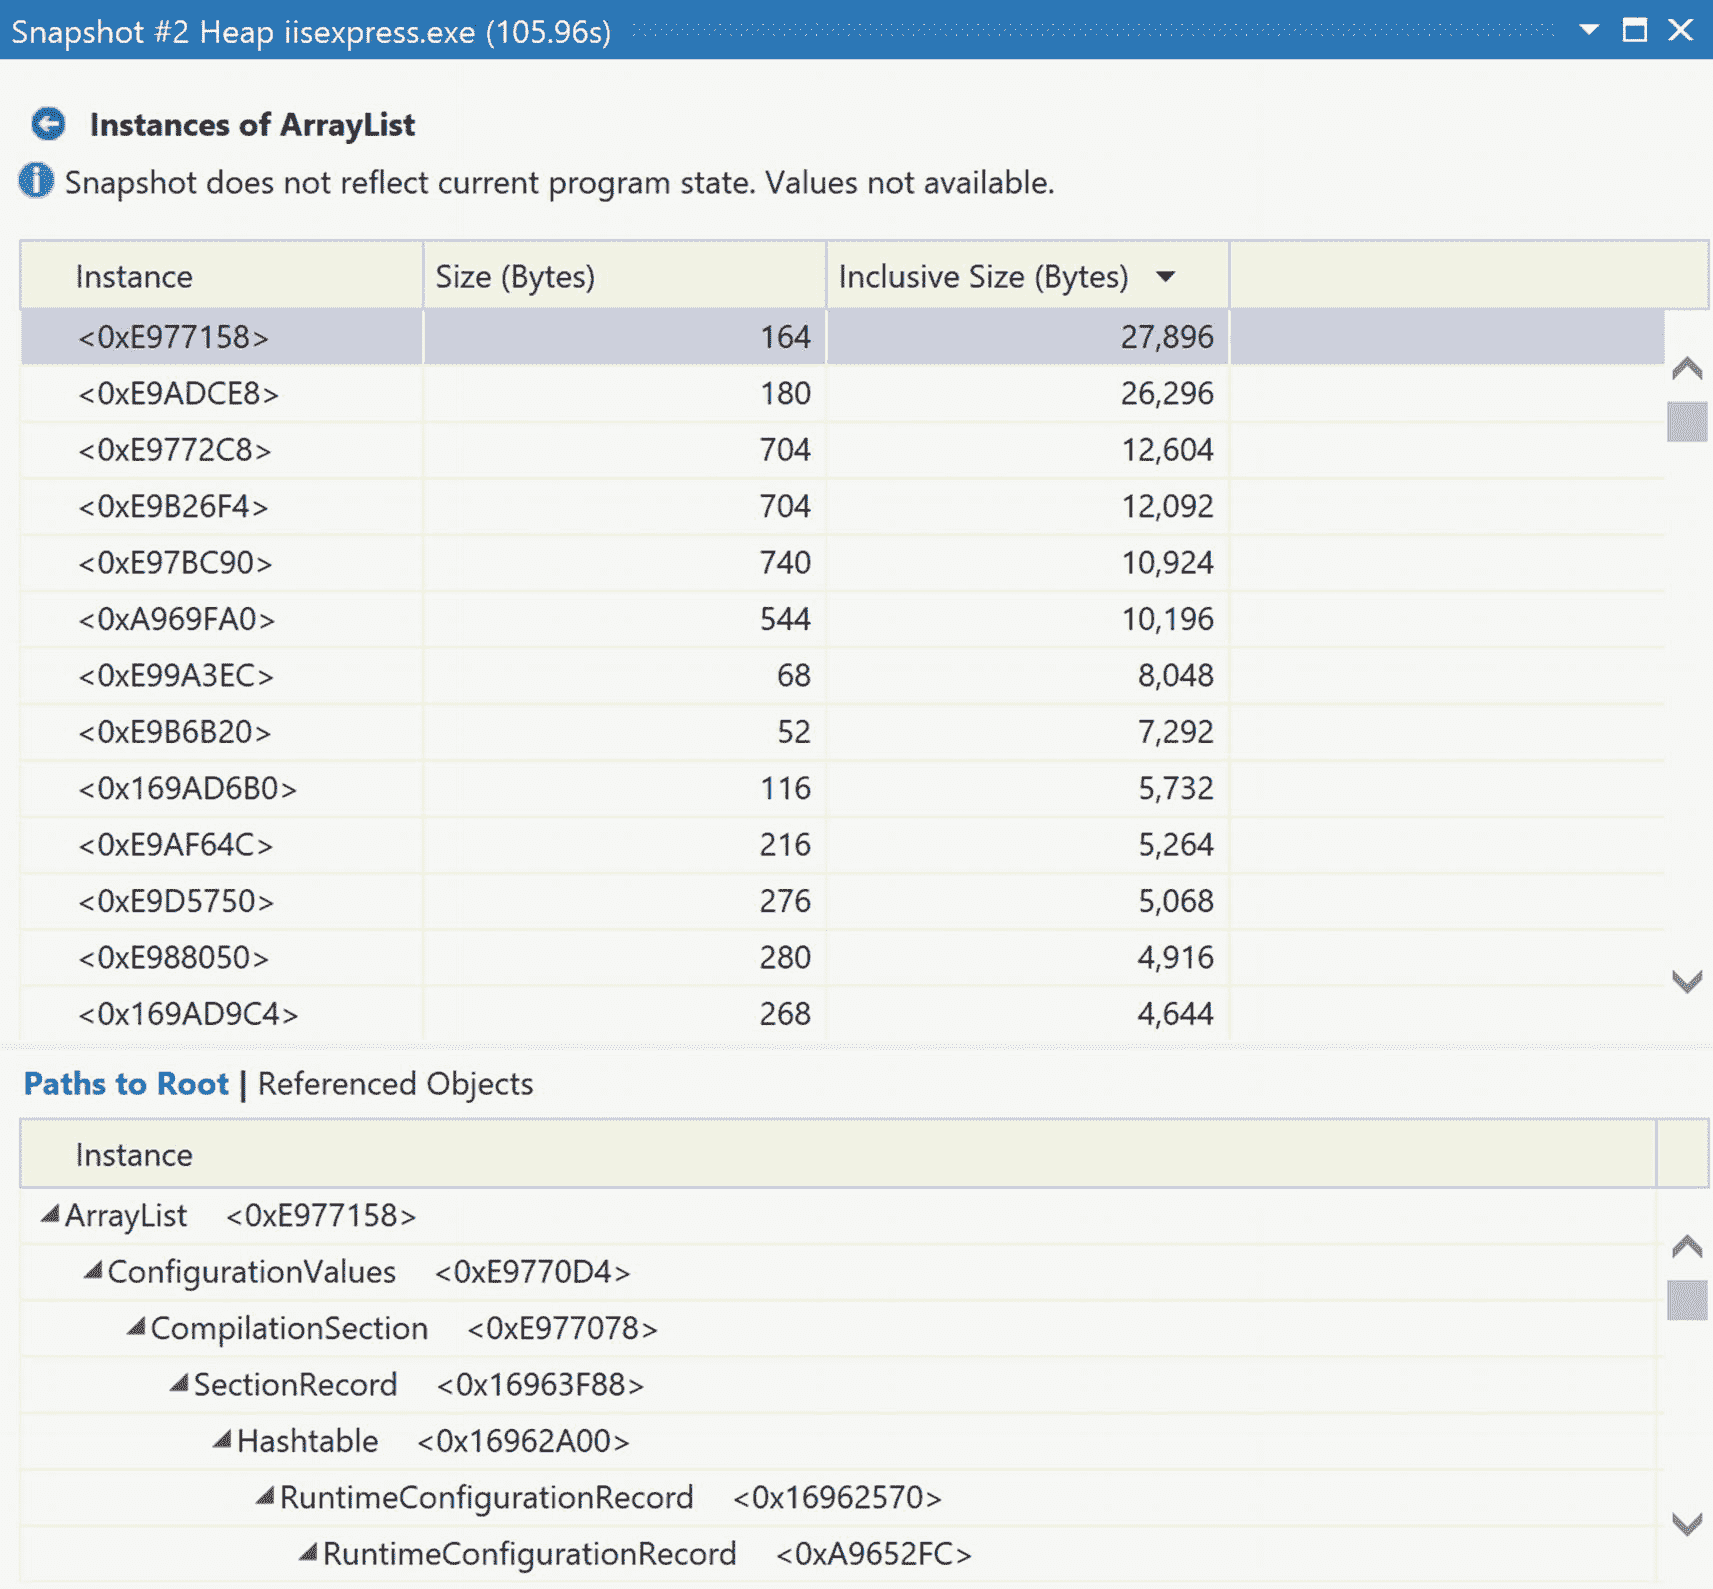 Snapshot #2 Heap iisexpress.exe (105.96s)
Instances of ArrayList
Snapshot does not reflect current program state. Values not available.
Instance Size (Bytes) Inclusive Size (Bytes)
<0xE977158> 164 27,896
<0xE9ADCE8> 180 26,296
<0xE9772C8> 704 12,604
<0xE9B26F4> 704 12,092
<0xE97BC90> 740 10,924
<0xA969FA0> 544 10,196
<0xE99A3EC> 68 8,048
<0xE9B6B20> 52 7,292
<0x169AD6B0> 116 5,732
<0xE9AF64C> 216 5,264
<0xE9D5750> 276 5,068
<0xE988050> 280 4,916
<0x169AD9C4> 268 4,644
Paths to Root | Referenced Objects
Instance
ArrayList <0xE977158>
ConfigurationValues <0xE9770D4>
CompilationSection <0xE977078>
SectionRecord <0x16963F88>
Hashtable <0x16962A00>
RuntimeConfigurationRecord <0x16962570>
RuntimeConfigurationRecord <0xA9652FC>